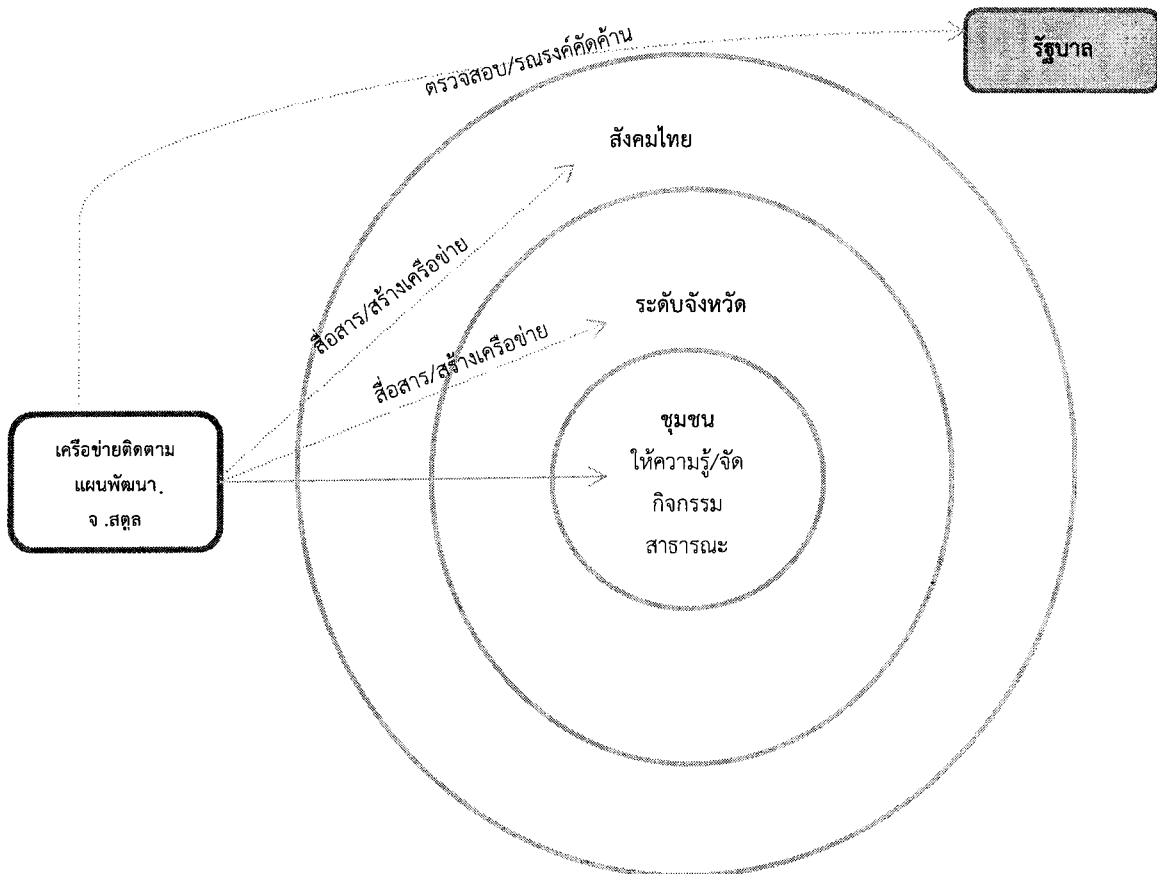 ตรวจสอบ/รณรงค์คัดค้าน
รัฐบาล
สังคมไทย
สื่อสาร/สร้างเครือข่าย
ระดับจังหวัด
สื่อสาร/สร้างเครือข่าย
เครือข่ายติดตาม
แผนพัฒนา.
จ .สตูล
ชุมชน
ให้ความรู้/จัด
กิจกรรม
สาธารณะ